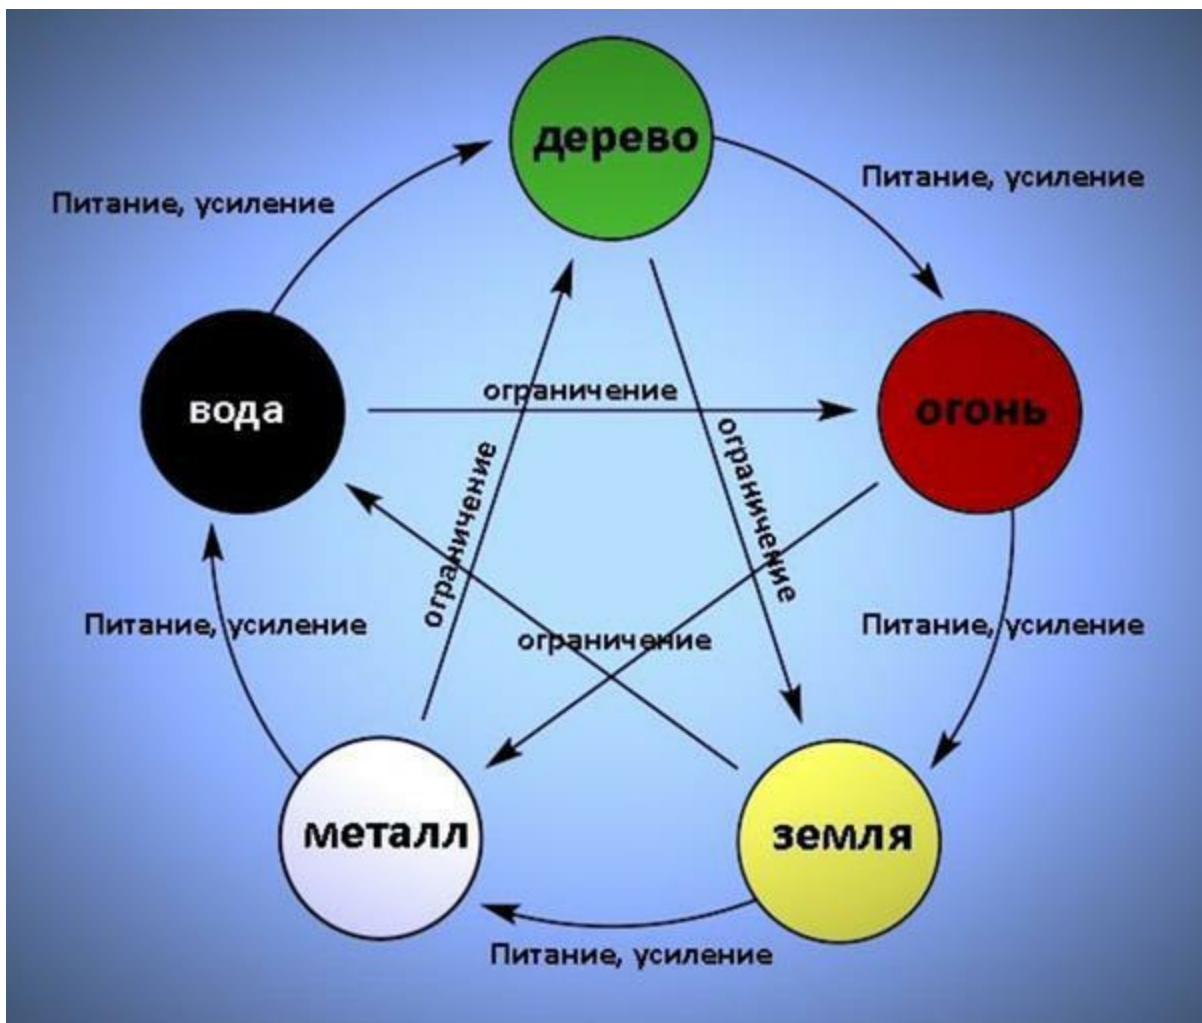 дерево
Питание, усиление
Питание, усиление
вода
ограничение
огонь
ограничение
ограничение
Питание, усиление
ограничение
Питание, усиление
металл
земля
Питание, усиление